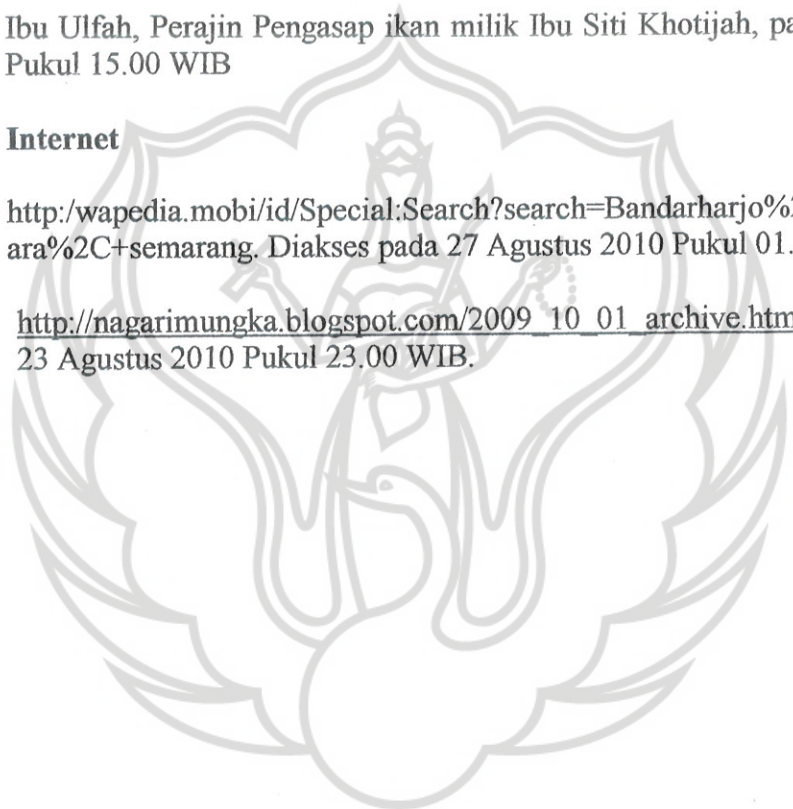 Ibu Ulfah, Perajin Pengasap ikan milik Ibu Siti Khotijah, pa
Pukul 15.00 WIB
Internet
http:/wapedia.mobi/id/Special:Search?search=Bandarharjo%2
ara%2C+semarang. Diakses pada 27 Agustus 2010 Pukul 01.
http://nagarimungka.blogspot.com/2009_10_01_archive.htm
23 Agustus 2010 Pukul 23.00 WIB.